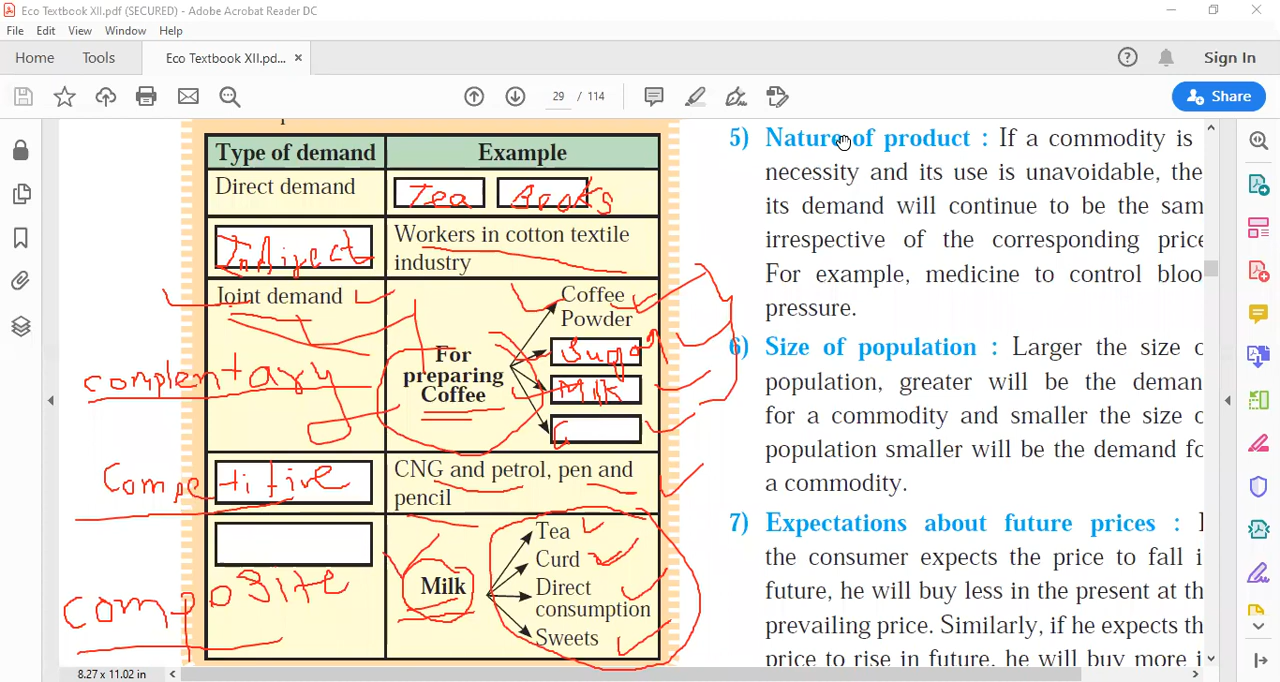 Eco Textbook XII.pdf (SECURED) - Adobe Acrobat Reader DC
File Edit View Window Help
Home Tools Eco Textbook XII.pd... × Sign In
29 / 114 Share
Type of demand Example
Direct demand Tea Books
Indirect Workers in cotton textile
industry
Joint demand Coffee
Powder
complentary For
preparing
Coffee
Sugar
Milk
C
Competitive CNG and petrol, pen and
pencil
composite Milk
Tea
Curd
Direct
consumption
Sweets
5) Nature of product : If a commodity is
necessity and its use is unavoidable, the
its demand will continue to be the sam
irrespective of the corresponding price
For example, medicine to control bloo
pressure.
6) Size of population : Larger the size o
population, greater will be the deman
for a commodity and smaller the size o
population smaller will be the demand fo
a commodity.
7) Expectations about future prices : I
the consumer expects the price to fall i
future, he will buy less in the present at th
prevailing price. Similarly, if he expects th
price to rise in future, he will buy more i
8.27 x 11.02 in